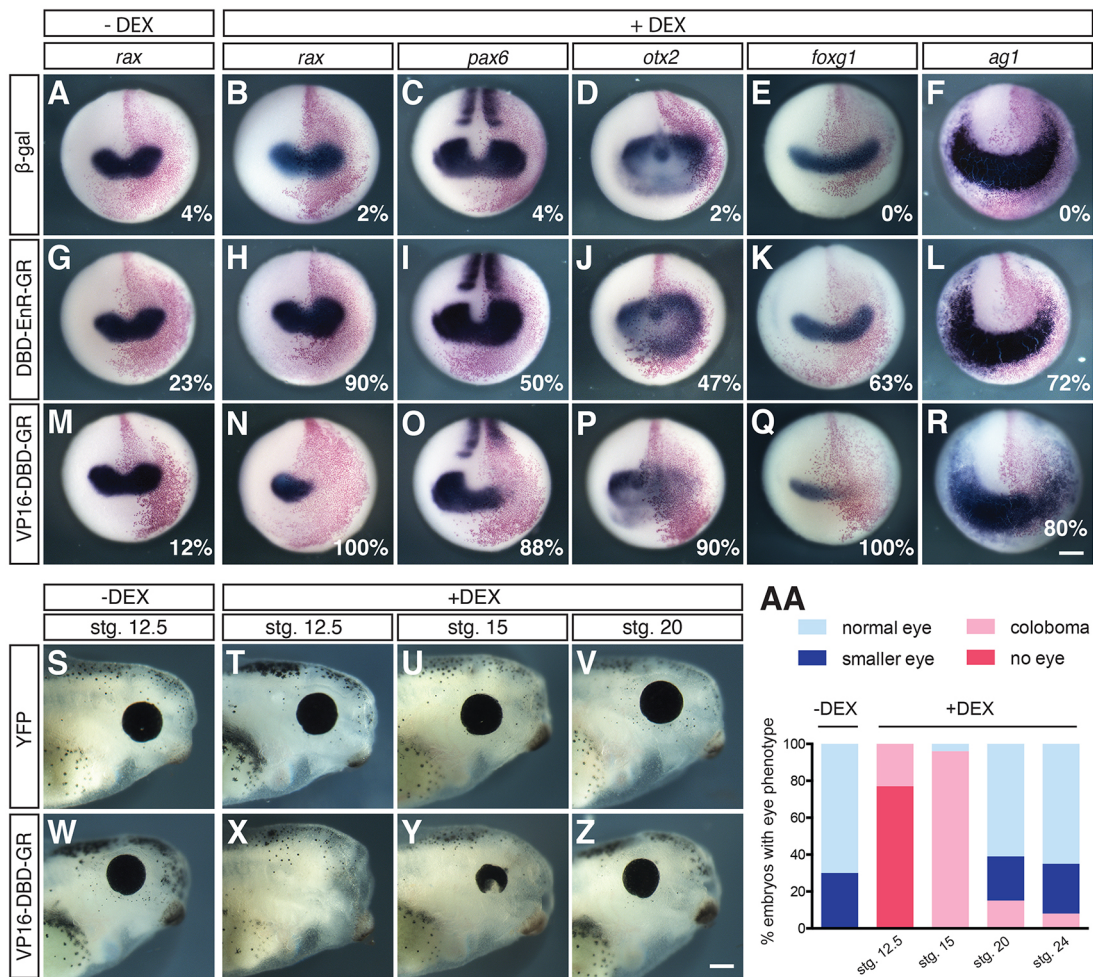 - DEX
+ DEX
rax
rax
pax6
otx2
foxg1
ag1
β-gal
A
4%
B
2%
C
4%
D
2%
E
0%
F
0%
DBD-EnR-GR
G
23%
H
90%
I
50%
J
47%
K
63%
L
72%
VP16-DBD-GR
M
12%
N
100%
O
88%
P
90%
Q
100%
R
80%
-DEX
+DEX
stg. 12.5
stg. 12.5
stg. 15
stg. 20
YFP
S
T
U
V
VP16-DBD-GR
W
X
Y
Z
AA
normal eye
coloboma
smaller eye
no eye
-DEX
+DEX
% embryos with eye phenotype
100
80
60
40
20
0
stg. 12.5
stg. 15
stg. 20
stg. 24